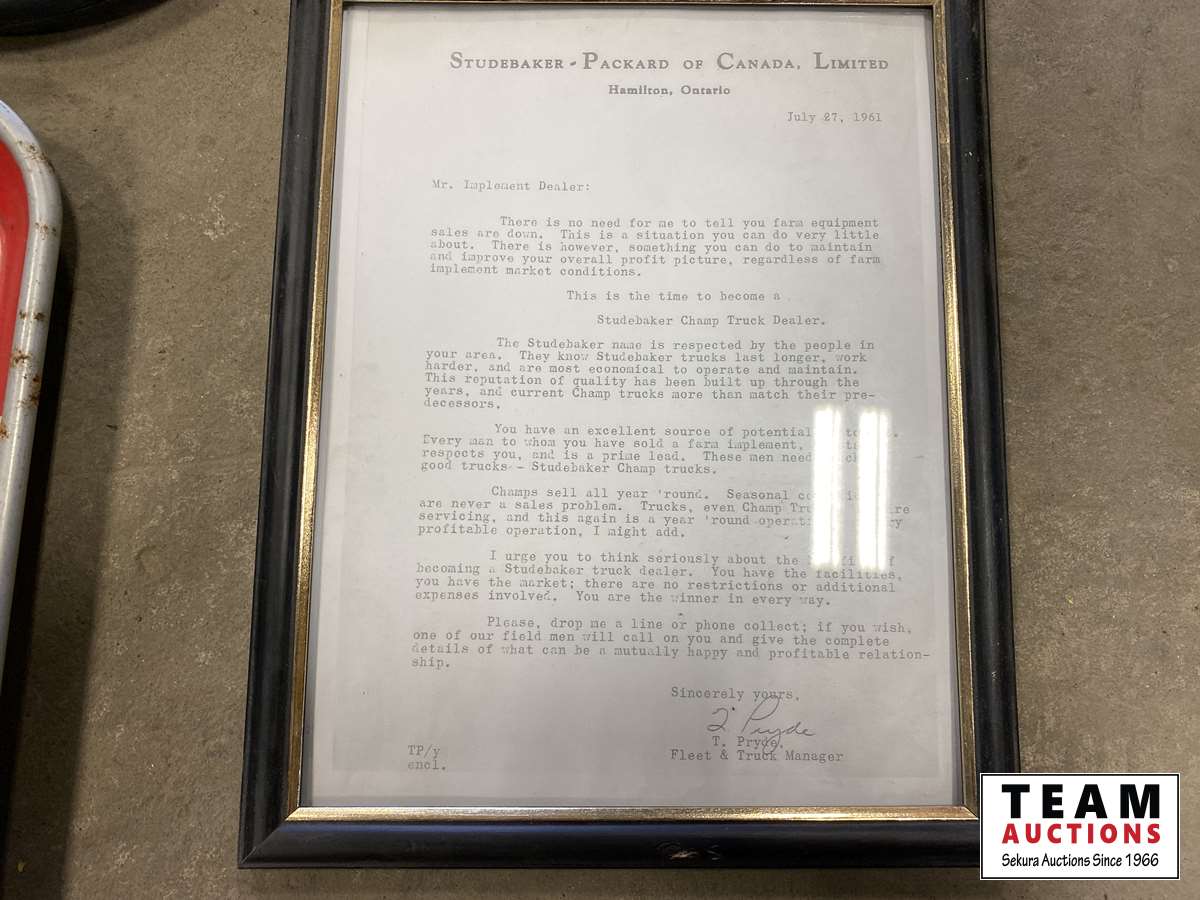 STUDEBAKER - PACKARD OF CANADA, LIMITED
Hamilton, Ontario
July 27, 1961
Mr. Implement Dealer:
There is no need for me to tell you farm equipment
sales are down. This is a situation you can do very little
about. There is however, something you can do to maintain
and improve your overall profit picture, regardless of farm
implement market conditions.
This is the time to become a
Studebaker Champ Truck Dealer.
The Studebaker name is respected by the people in
your area. They know Studebaker trucks last longer, work
harder, and are most economical to operate and maintain.
This reputation of quality has been built up through the
years, and current Champ trucks more than match their pre-
decessors.
You have an excellent source of potential
Every man to whom you have sold a farm implement,
respects you, and is a prime lead. These men need
good trucks - Studebaker Champ trucks.
Champs sell all year 'round. Seasonal
are never a sales problem. Trucks, even Champ
servicing, and this again is a year 'round
profitable operation, I might add.
I urge you to think seriously about the
becoming a Studebaker truck dealer. You have the facilities,
you have the market; there are no restrictions or additional
expenses involved. You are the winner in every way.
Please, drop me a line or phone collect; if you wish,
one of our field men will call on you and give the complete
details of what can be a mutually happy and profitable relation-
ship.
Sincerely yours,
T. Pryde
T. Pryde,
Fleet & Truck Manager
TP/y
encl.
TEAM
AUCTIONS
Sekura Auctions Since 1966